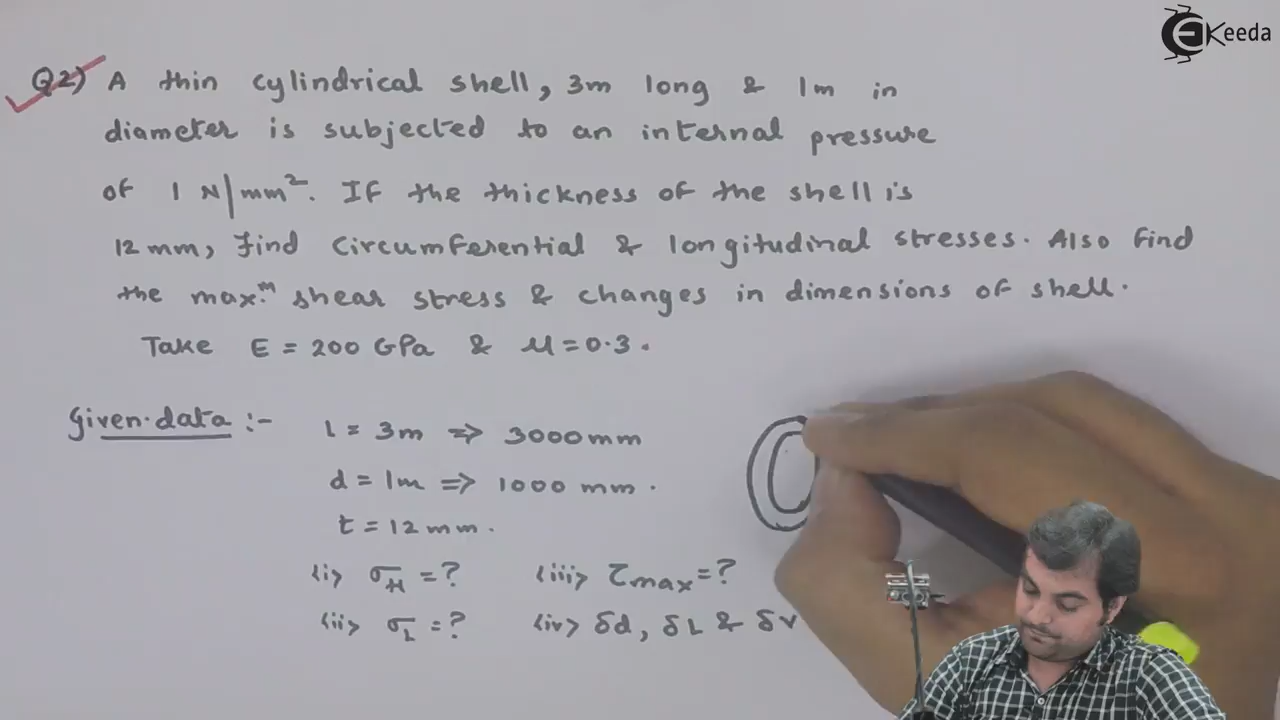 Ekeeda
Q2) A thin cylindrical shell, 3m long & 1m in
diameter is subjected to an internal pressure
of 1 N/mm². If the thickness of the shell is
12 mm, find circumferential & longitudinal stresses. Also find
the max.ᵐ shear stress & changes in dimensions of shell.
Take E = 200 GPa & μ = 0.3.
Given data :-
L = 3m => 3000mm
d = 1m => 1000 mm.
t = 12 mm.
(i) σH = ? (iii) τmax = ?
(ii) σL = ? (iv) δd, δL & δv